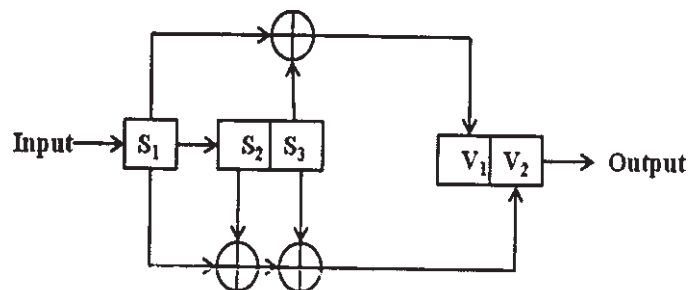 Input S₁ S₂ S₃ V₁ V₂ Output